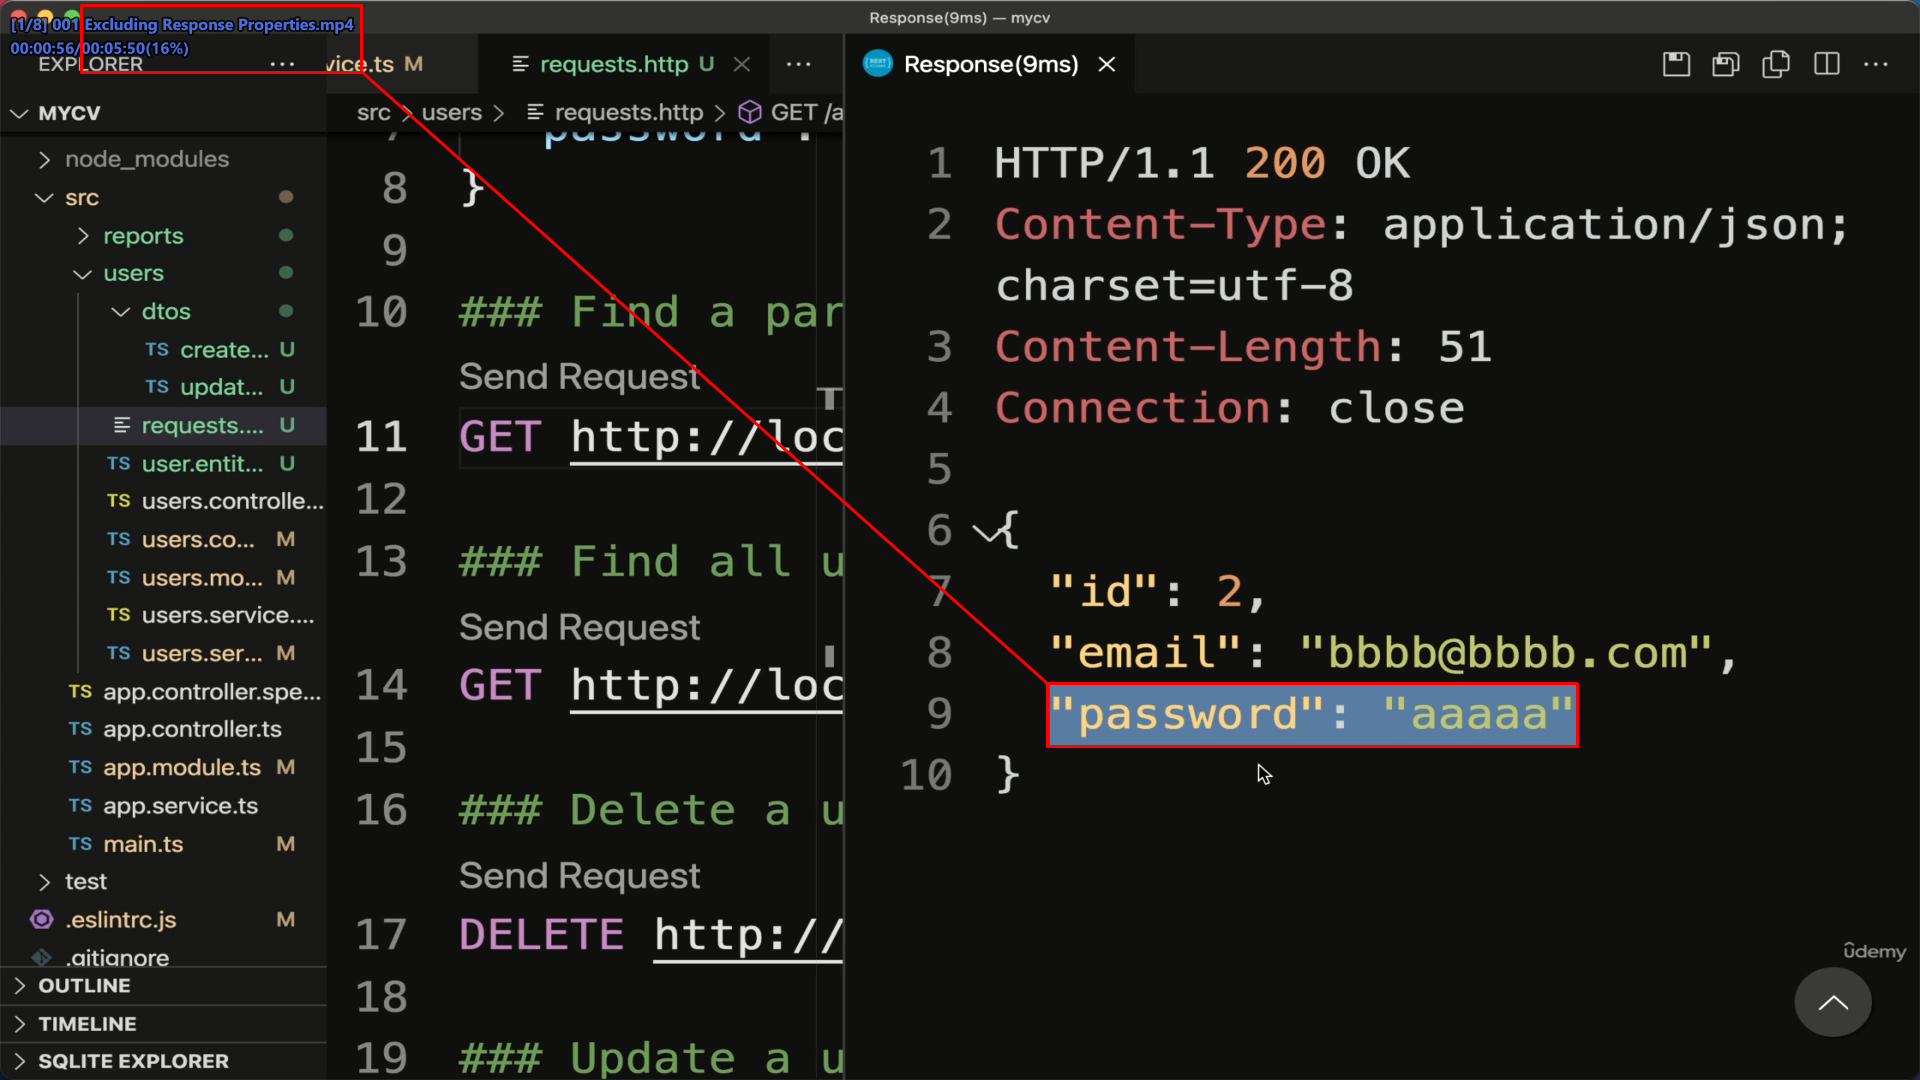 Response(9ms) — mycv
[1/8] 001 Excluding Response Properties.mp4
00:00:56/00:05:50(16%)
EXPLORER ...
vice.ts M
requests.http U
...
Response(9ms)
...
MYCV
src > users > requests.http > GET /a
node_modules
src
reports
users
dtos
TS create... U
TS updat... U
requests.... U
TS user.entit... U
TS users.controlle...
TS users.co... M
TS users.mo... M
TS users.service....
TS users.ser... M
TS app.controller.spe...
TS app.controller.ts
TS app.module.ts M
TS app.service.ts
TS main.ts M
test
.eslintrc.js M
.gitignore
OUTLINE
TIMELINE
SQLITE EXPLORER
7 password":
8 }
9
10 ### Find a par
Send Request
11 GET http://loc
12
13 ### Find all u
Send Request
14 GET http://loc
15
16 ### Delete a u
Send Request
17 DELETE http://
18
19 ### Update a u
1 HTTP/1.1 200 OK
2 Content-Type: application/json;
charset=utf-8
3 Content-Length: 51
4 Connection: close
5
6 {
7 "id": 2,
8 "email": "bbbb@bbbb.com",
9 "password": "aaaaa"
10 }
ûdemy